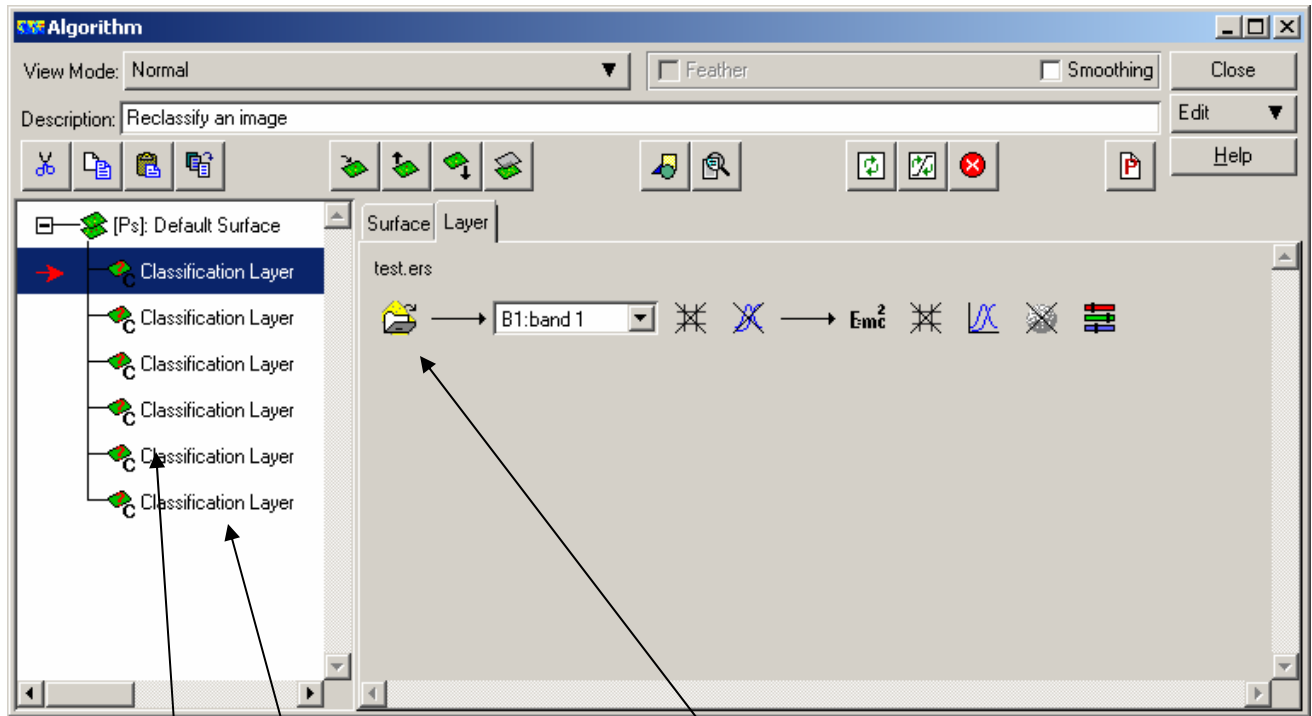 Algorithm
View Mode: Normal
Feather
Smoothing
Close
Description: Reclassify an image
Edit
Help
[Ps]: Default Surface
Surface Layer
Classification Layer
test.ers
Classification Layer
B1:band 1
E=mc²
Classification Layer
Classification Layer
Classification Layer
Classification Layer